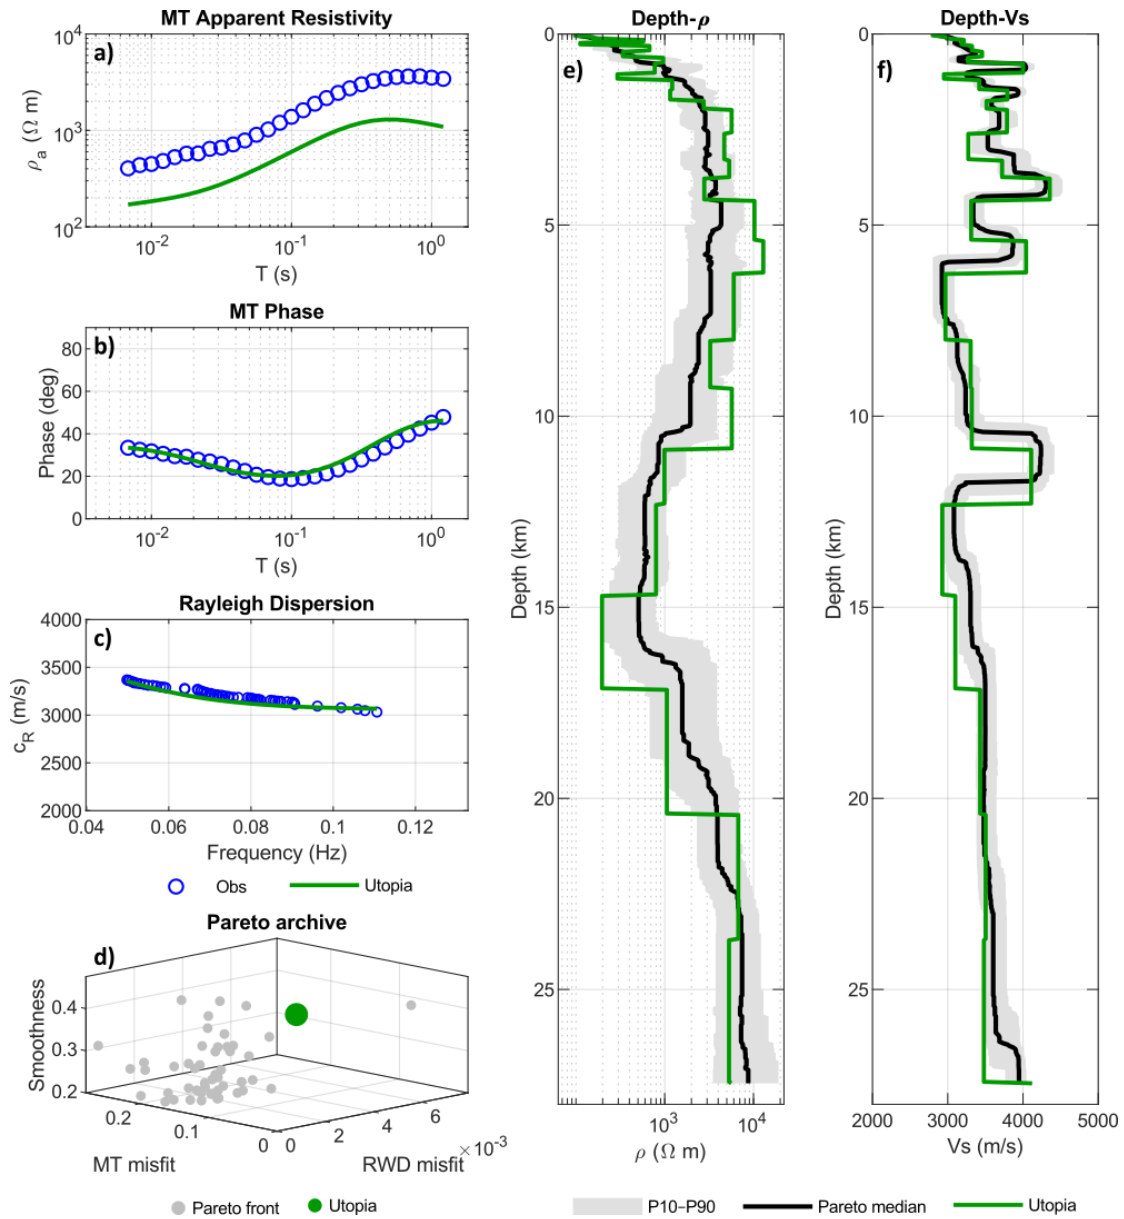 MT Apparent Resistivity
a)
10^4
10^3
10^2
ρ_a (Ω m)
10^-2
10^-1
10^0
T (s)
MT Phase
b)
80
60
40
20
0
Phase (deg)
10^-2
10^-1
10^0
T (s)
Rayleigh Dispersion
c)
4000
3500
3000
2500
2000
c_R (m/s)
0.04
0.06
0.08
0.1
0.12
Frequency (Hz)
Obs
Utopia
Pareto archive
d)
0.4
0.3
0.2
Smoothness
0.2
0.1
0
MT misfit
0
2
4
6
×10^-3
RWD misfit
Pareto front
Utopia
Depth-ρ
e)
0
5
10
15
20
25
Depth (km)
10^3
10^4
ρ (Ω m)
Depth-Vs
f)
0
5
10
15
20
25
Depth (km)
2000
3000
4000
5000
Vs (m/s)
P10–P90
Pareto median
Utopia